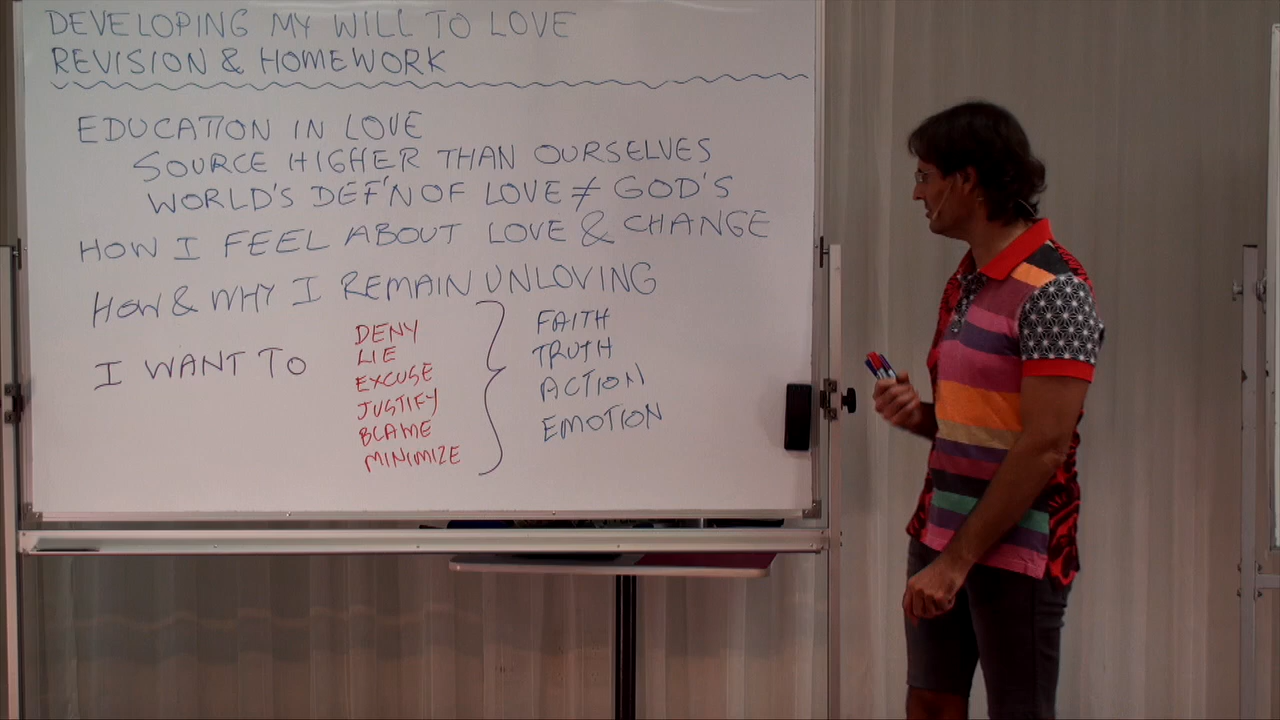 DEVELOPING MY WILL TO LOVE
REVISION & HOMEWORK
EDUCATION IN LOVE
SOURCE HIGHER THAN OURSELVES
WORLD'S DEF'N OF LOVE ≠ GOD'S
HOW I FEEL ABOUT LOVE & CHANGE
HOW & WHY I REMAIN UNLOVING
I WANT TO
DENY
LIE
EXCUSE
JUSTIFY
BLAME
MINIMIZE
FAITH
TRUTH
ACTION
EMOTION